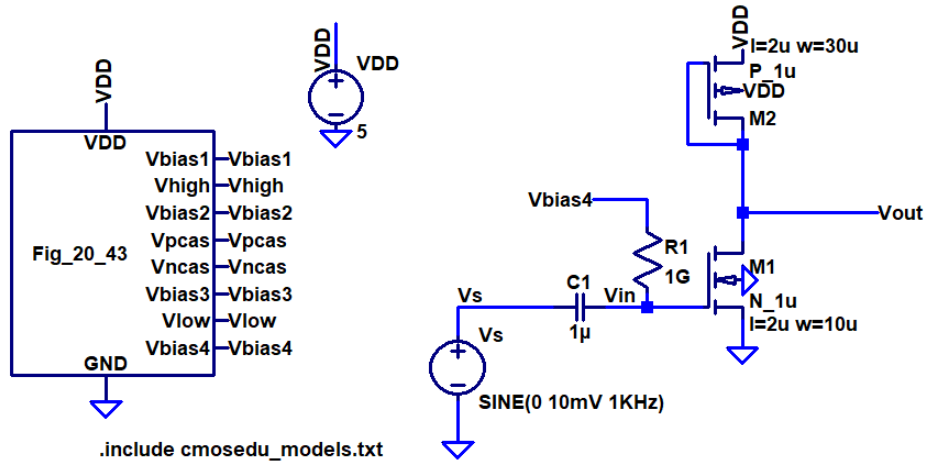 VDD
VDD
Fig_20_43
Vbias1 Vbias1
Vhigh Vhigh
Vbias2 Vbias2
Vpcas Vpcas
Vncas Vncas
Vbias3 Vbias3
Vlow Vlow
Vbias4 Vbias4
GND
VDD
VDD
5
.include cmosedu_models.txt
Vs
Vs
SINE(0 10mV 1KHz)
C1
1µ
Vin
Vbias4
R1
1G
VDD
l=2u w=30u
P_1u
VDD
M2
Vout
M1
N_1u
l=2u w=10u